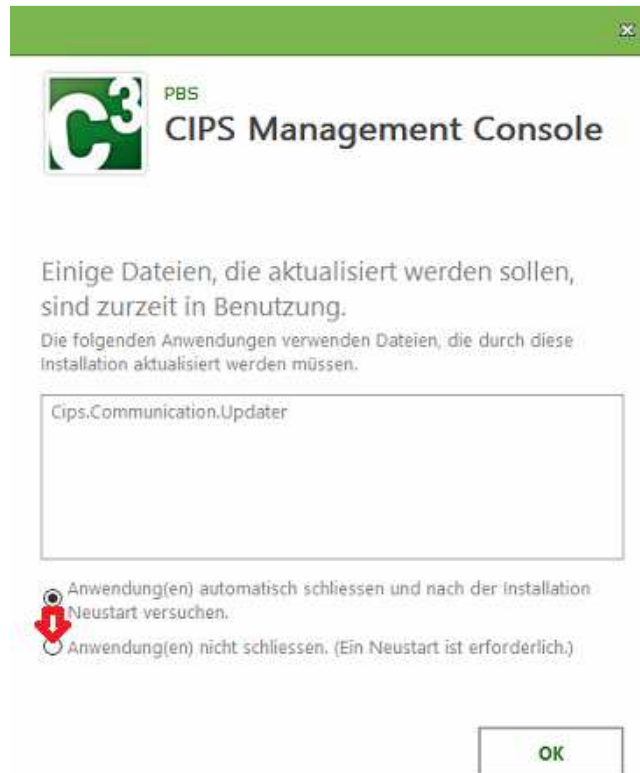 C3
PBS
CIPS Management Console
Einige Dateien, die aktualisiert werden sollen,
sind zurzeit in Benutzung.
Die folgenden Anwendungen verwenden Dateien, die durch diese
Installation aktualisiert werden müssen.
Cips.Communication.Updater
Anwendung(en) automatisch schliessen und nach der Installation
Neustart versuchen.
Anwendung(en) nicht schliessen. (Ein Neustart ist erforderlich.)
OK